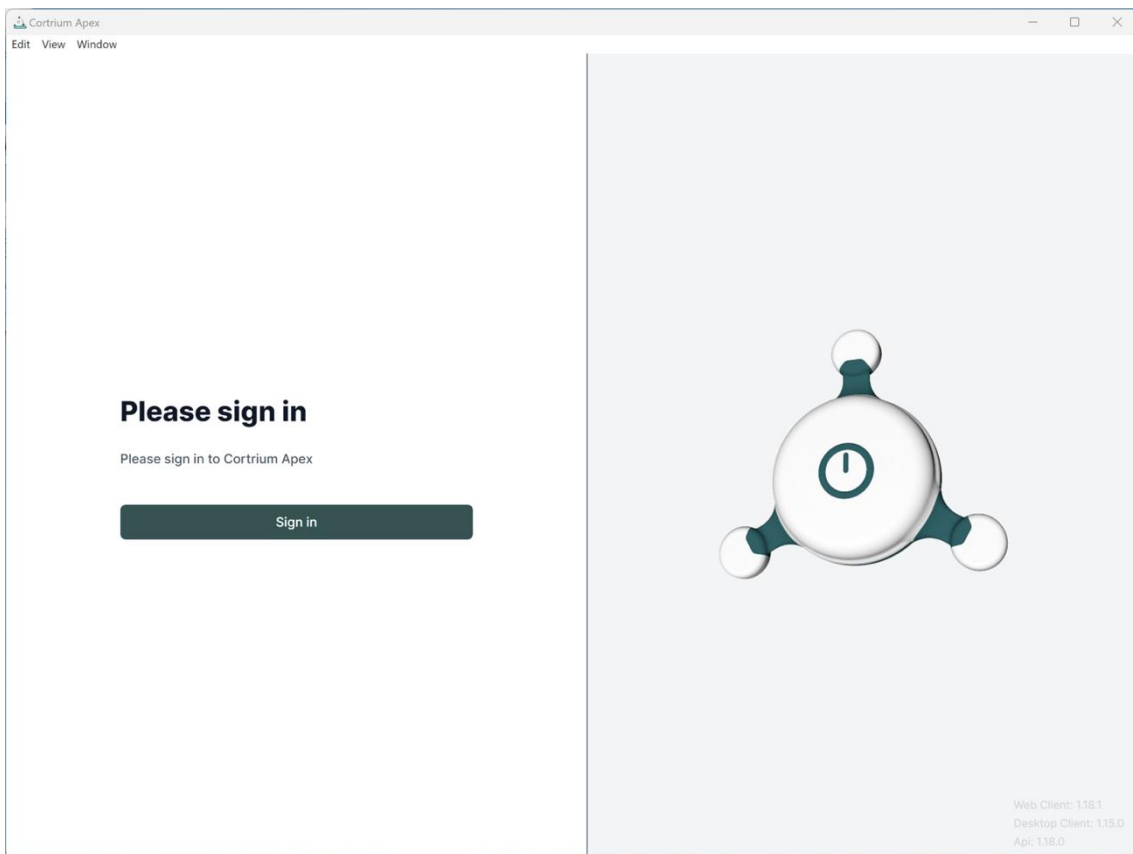 Cortrium Apex
Edit View Window
Please sign in
Please sign in to Cortrium Apex
Sign in
Web Client: 1.18.1
Desktop Client: 1.15.0
Api: 1.18.0